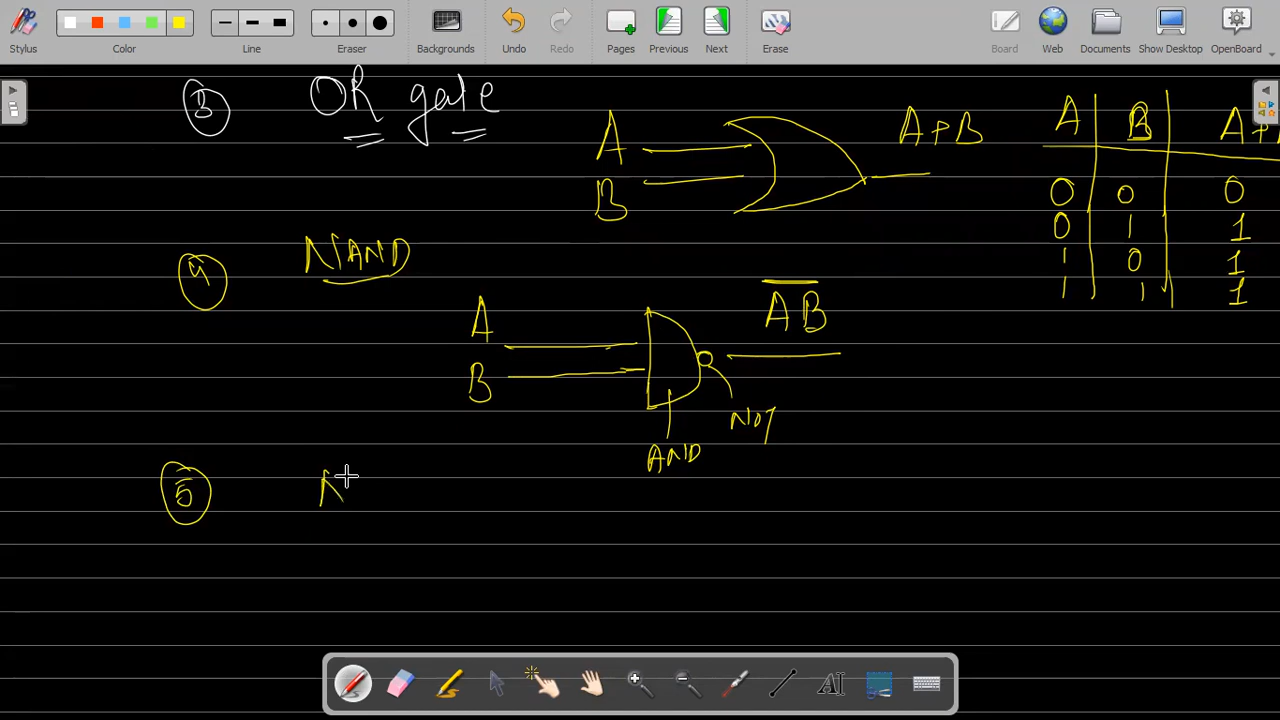 Stylus
Color
Line
Eraser
Backgrounds
Undo
Redo
Pages
Previous
Next
Erase
Board
Web
Documents
Show Desktop
OpenBoard
3 OR gate
A
B
A+B
A B A+
0 0 0
0 1 1
1 0 1
1 1 1
4 NAND
A
B
A̅B̅
NOT
AND
5 N